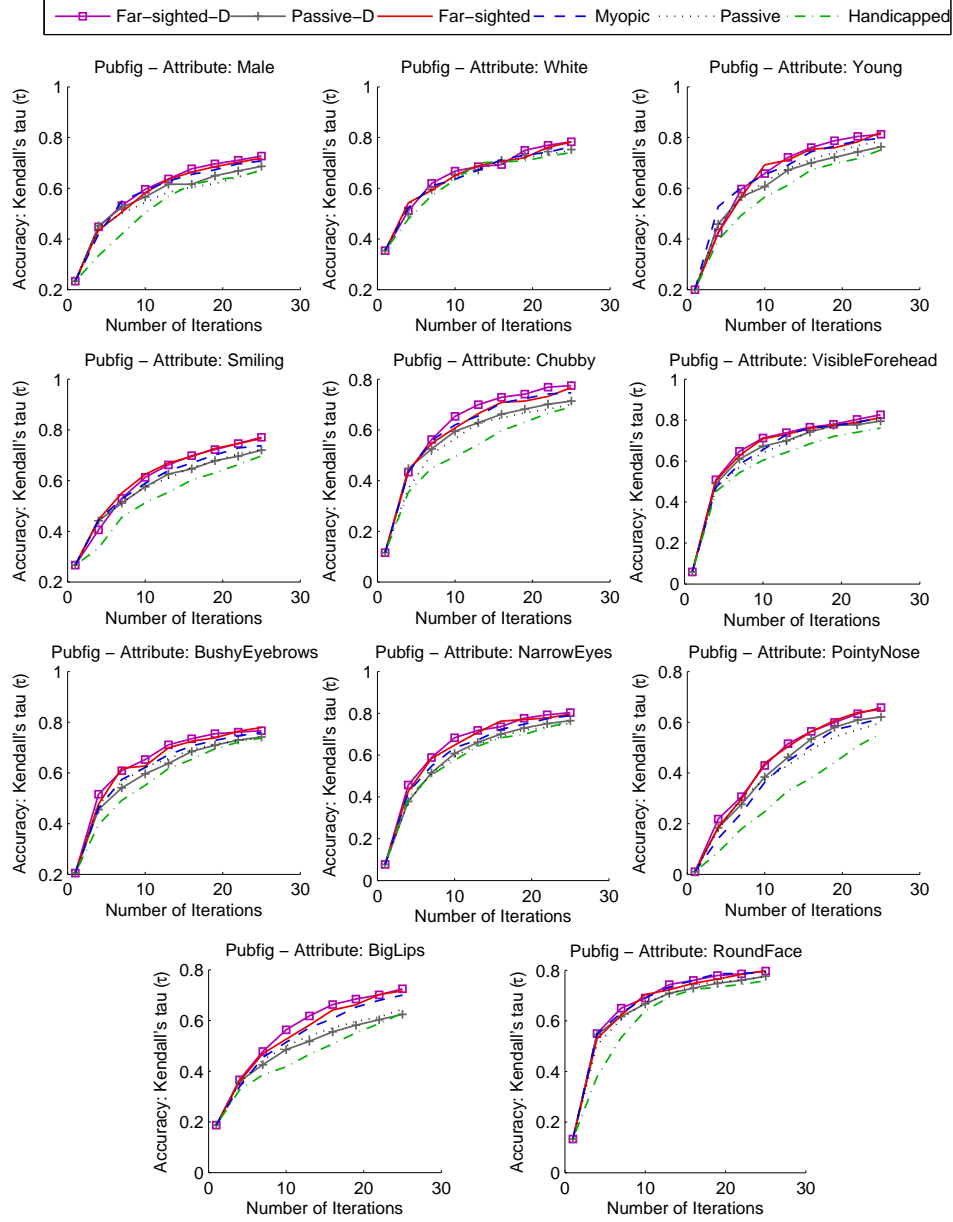 Far-sighted-D Passive-D Far-sighted Myopic Passive Handicapped
Pubfig − Attribute: Male
1
0.8
0.6
0.4
0.2
0 10 20 30
Number of Iterations
Accuracy: Kendall's tau (τ)
Pubfig − Attribute: White
1
0.8
0.6
0.4
0.2
0 10 20 30
Number of Iterations
Accuracy: Kendall's tau (τ)
Pubfig − Attribute: Young
1
0.8
0.6
0.4
0.2
0 10 20 30
Number of Iterations
Accuracy: Kendall's tau (τ)
Pubfig − Attribute: Smiling
1
0.8
0.6
0.4
0.2
0 10 20 30
Number of Iterations
Accuracy: Kendall's tau (τ)
Pubfig − Attribute: Chubby
0.8
0.6
0.4
0.2
0
0 10 20 30
Number of Iterations
Accuracy: Kendall's tau (τ)
Pubfig − Attribute: VisibleForehead
1
0.8
0.6
0.4
0.2
0
0 10 20 30
Number of Iterations
Accuracy: Kendall's tau (τ)
Pubfig − Attribute: BushyEyebrows
1
0.8
0.6
0.4
0.2
0 10 20 30
Number of Iterations
Accuracy: Kendall's tau (τ)
Pubfig − Attribute: NarrowEyes
1
0.8
0.6
0.4
0.2
0
0 10 20 30
Number of Iterations
Accuracy: Kendall's tau (τ)
Pubfig − Attribute: PointyNose
0.8
0.6
0.4
0.2
0
0 10 20 30
Number of Iterations
Accuracy: Kendall's tau (τ)
Pubfig − Attribute: BigLips
0.8
0.6
0.4
0.2
0
0 10 20 30
Number of Iterations
Accuracy: Kendall's tau (τ)
Pubfig − Attribute: RoundFace
0.8
0.6
0.4
0.2
0
0 10 20 30
Number of Iterations
Accuracy: Kendall's tau (τ)